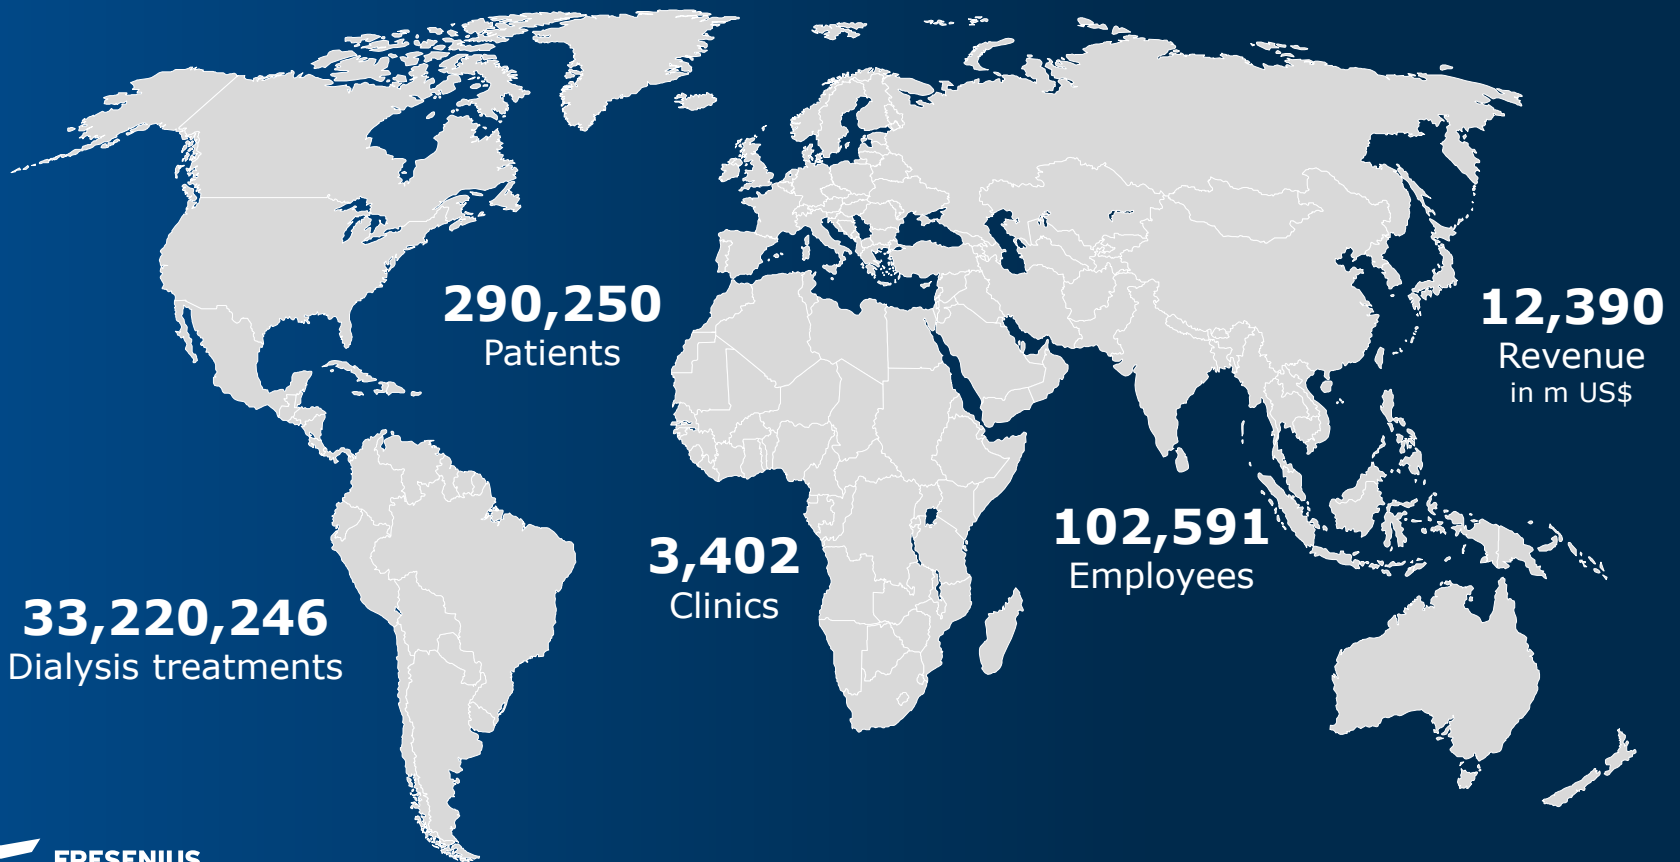 290,250
Patients
12,390
Revenue
in m US$
3,402
Clinics
102,591
Employees
33,220,246
Dialysis treatments
FRESENIUS